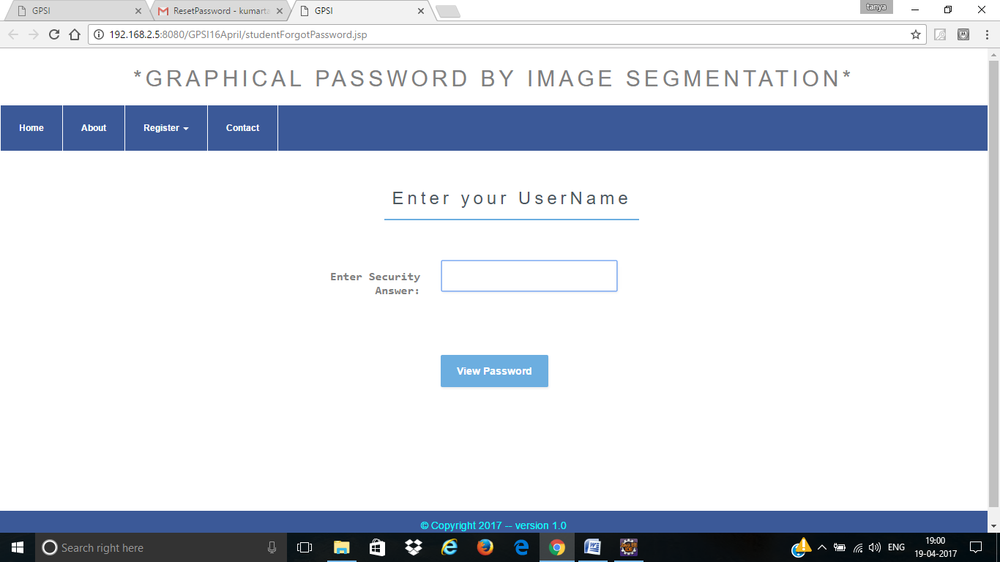 GPSI
ResetPassword - kumarta
GPSI
tanya
192.168.2.5:8080/GPSI16April/studentForgotPassword.jsp
*GRAPHICAL PASSWORD BY IMAGE SEGMENTATION*
Home About Register Contact
Enter your UserName
Enter Security
Answer:
View Password
© Copyright 2017 -- version 1.0
Search right here
ENG
19:00
19-04-2017